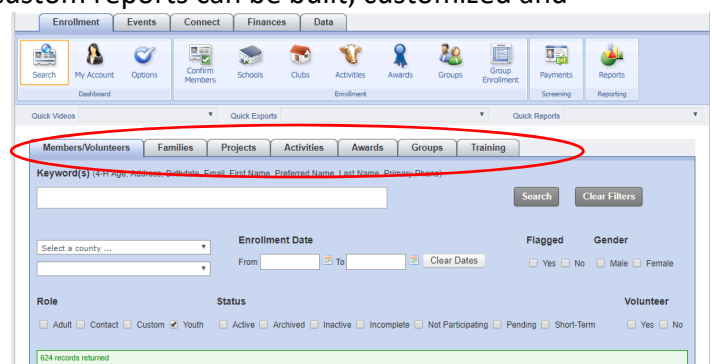 custom reports can be built, customized and
Enrollment Events Connect Finances Data
Search My Account Options Confirm Members Schools Clubs Activities Awards Groups Group Enrollment Payments Reports
Dashboard Enrollment Screening Reporting
Quick Videos Quick Exports Quick Reports
Members/Volunteers Families Projects Activities Awards Groups Training
Keyword(s) (4-H Age, Address, Birthdate, Email, First Name, Preferred Name, Last Name, Primary Phone)
Search Clear Filters
Enrollment Date Flagged Gender
Select a county ...
From To Clear Dates Yes No Male Female
Role Status Volunteer
Adult Contact Custom Youth Active Archived Inactive Incomplete Not Participating Pending Short-Term Yes No
624 records returned